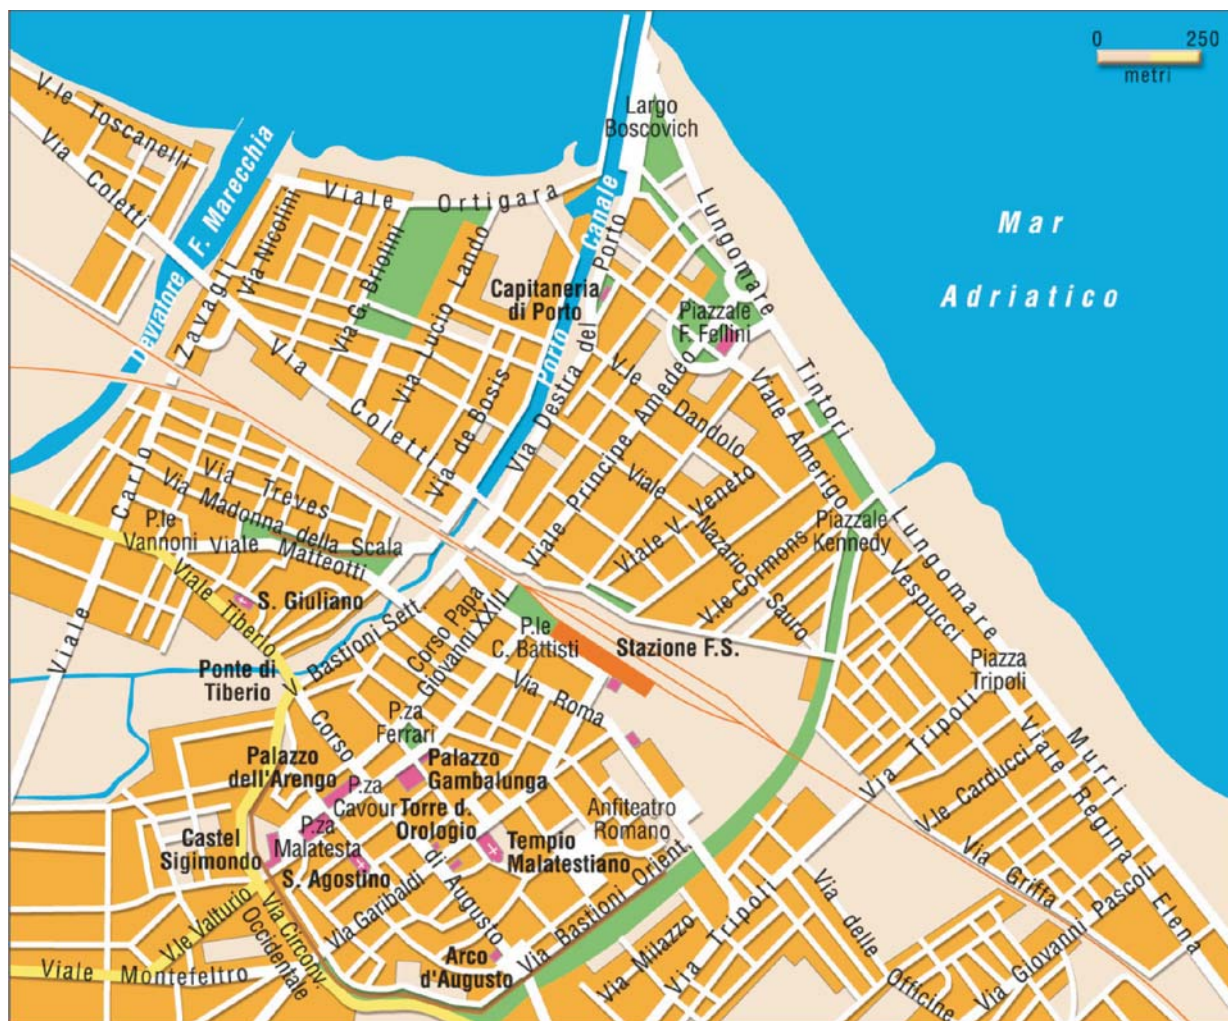 0 250
metri
V.le Toscanelli
Via Coletti
Deviatore F. Marecchia
Largo
Boscovich
Viale Ortigara
Via Nicolini
Via G. Briolini
Via Lucio Lando
Porto Canale
Lungomare Tintori
Mar
Adriatico
Capitaneria
di Porto
Piazzale
F. Fellini
Via Destra del Porto
Zavagli
Via Coletti
Via de Bosis
V.le Dandolo
Viale Principe Amedeo
Viale Amerigo Vespucci
Viale Carlo
Via Treves
Via Madonna della Scala
P.le
Vannoni
Viale Matteotti
Viale V. Veneto
Viale Nazario Sauro
V.le Cormons
Piazzale
Kennedy
Lungomare Murri
Viale Tiberio
S. Giuliano
V. Bastioni Sett.
Corso Papa
Giovanni XXIII
P.le
C. Battisti
Stazione F.S.
Ponte di
Tiberio
Via Roma
Piazza
Tripoli
Corso
P.za
Ferrari
Palazzo
dell'Arengo
Palazzo
Gambalunga
P.za
Cavour
Torre d.
Orologio
P.za
Malatesta
Anfiteatro
Romano
Tempio
Malatestiano
Castel
Sigimondo
S. Agostino
di Augusto
Via Garibaldi
Via Tripoli
V.le Carducci
Viale Regina Elena
Via Griffa
Via Giovanni Pascoli
V.le Valturio
Via Circonv.
Occidentale
Viale Montefeltro
Arco
d'Augusto
Via Bastioni Orient.
Via Milazzo
Via Tripoli
Via delle Officine